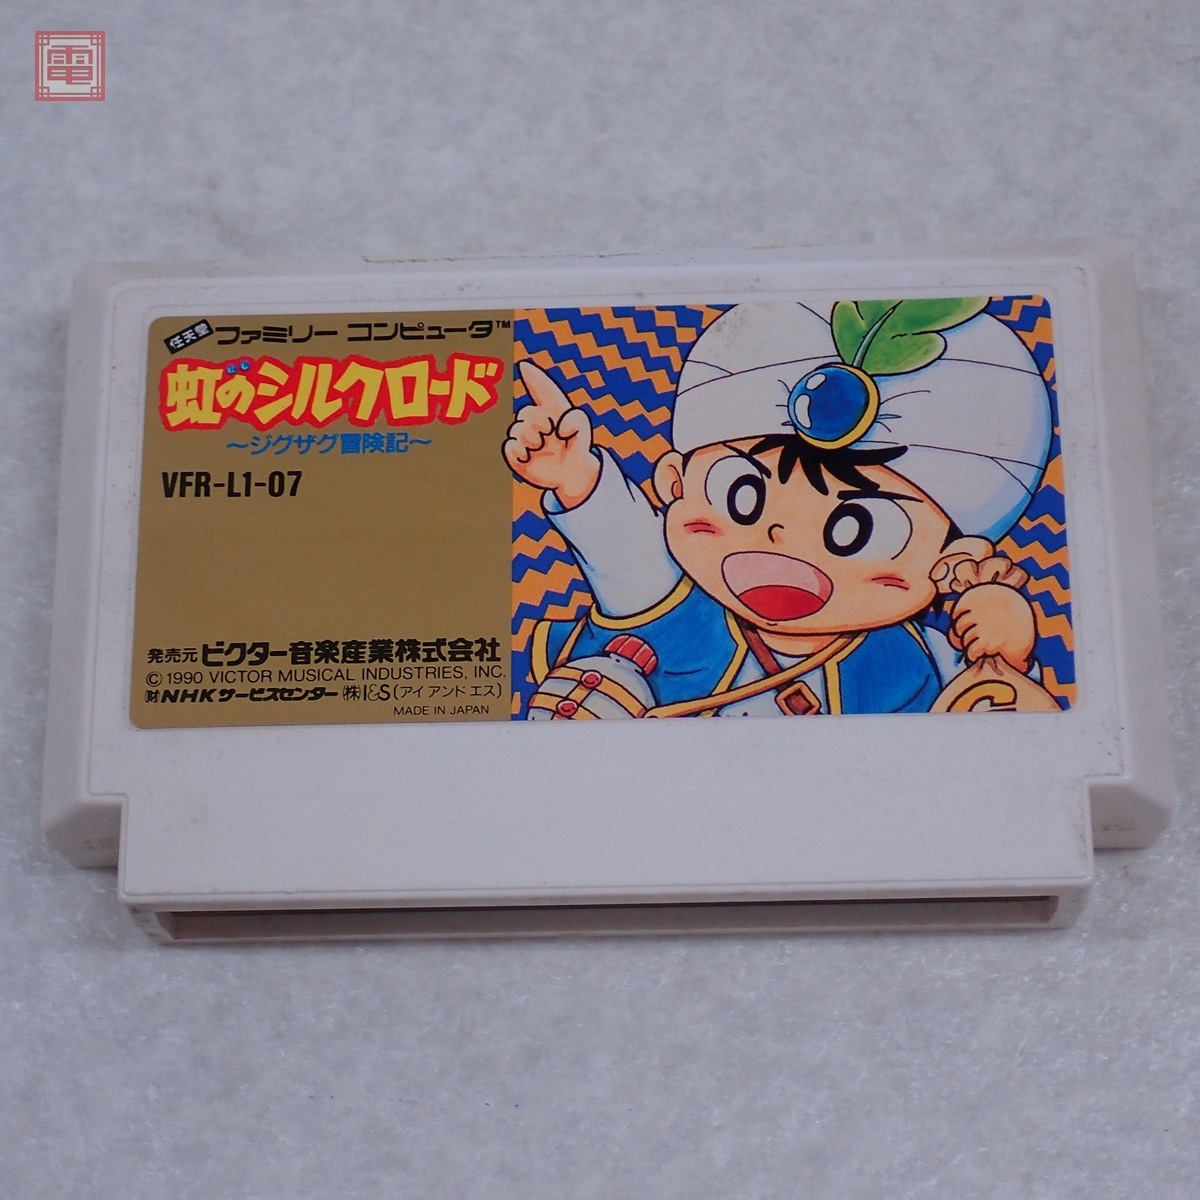 電
任天堂 ファミリー コンピュータ™
にじ
虹のシルクロード
～ジグザグ冒険記～
VFR-L1-07
発売元 ビクター音楽産業株式会社
© 1990 VICTOR MUSICAL INDUSTRIES, INC.
(財)NHKサービスセンター (株)I&S(アイ アンド エス)
MADE IN JAPAN
G